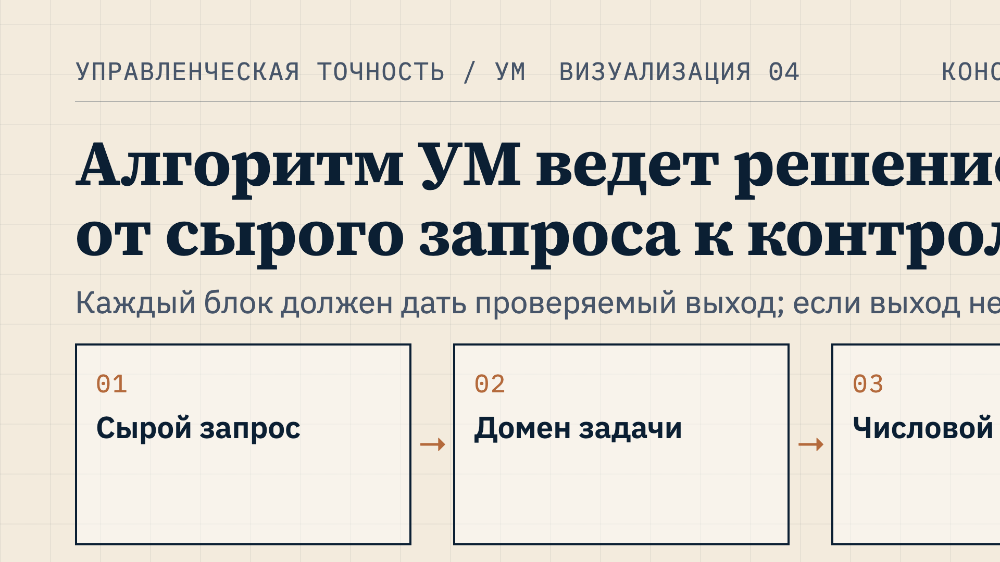 УПРАВЛЕНЧЕСКАЯ ТОЧНОСТЬ / УМ ВИЗУАЛИЗАЦИЯ 04
Алгоритм УМ ведет
от сырого запроса к
Каждый блок должен дать проверяемый выход; если выход
01
Сырой запрос
→
02
Домен задачи
→
03
Числовой